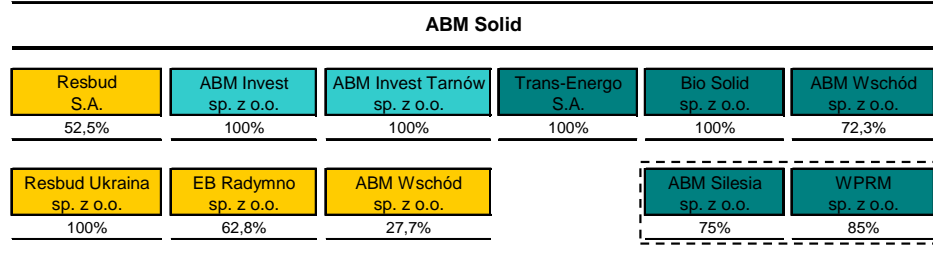 ABM Solid
Resbud ABM Invest ABM Invest Tarnów Trans-Energo Bio Solid ABM Wschód
S.A. sp. z o.o. sp. z o.o. S.A. sp. z o.o. sp. z o.o.
52,5% 100% 100% 100% 100% 72,3%
Resbud Ukraina EB Radymno ABM Wschód ABM Silesia WPRM
sp. z o.o. sp. z o.o. sp. z o.o. sp. z o.o. sp. z o.o.
100% 62,8% 27,7% 75% 85%